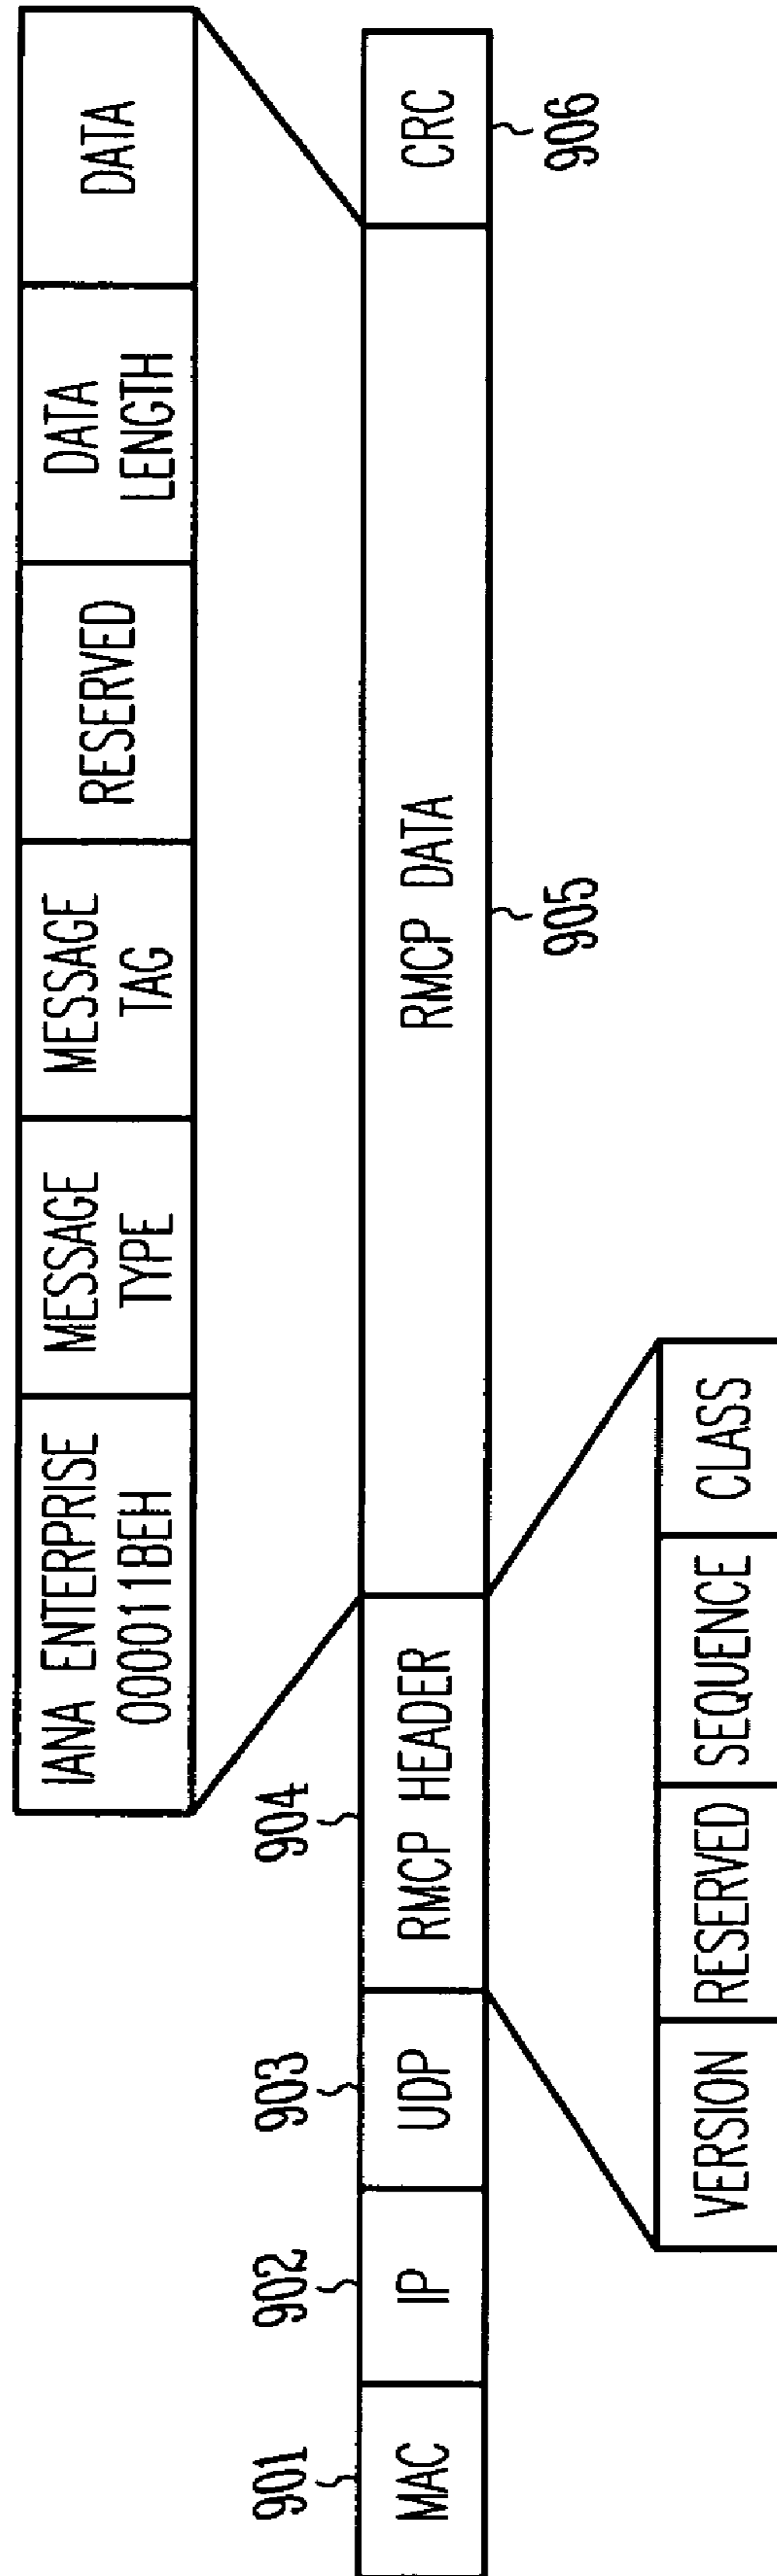 IANA ENTERPRISE
000011BEH
MESSAGE
TYPE
MESSAGE
TAG
RESERVED
DATA
LENGTH
DATA
901
902
903
904
MAC
IP
UDP
RMCP HEADER
RMCP DATA
CRC
905
906
VERSION
RESERVED
SEQUENCE
CLASS